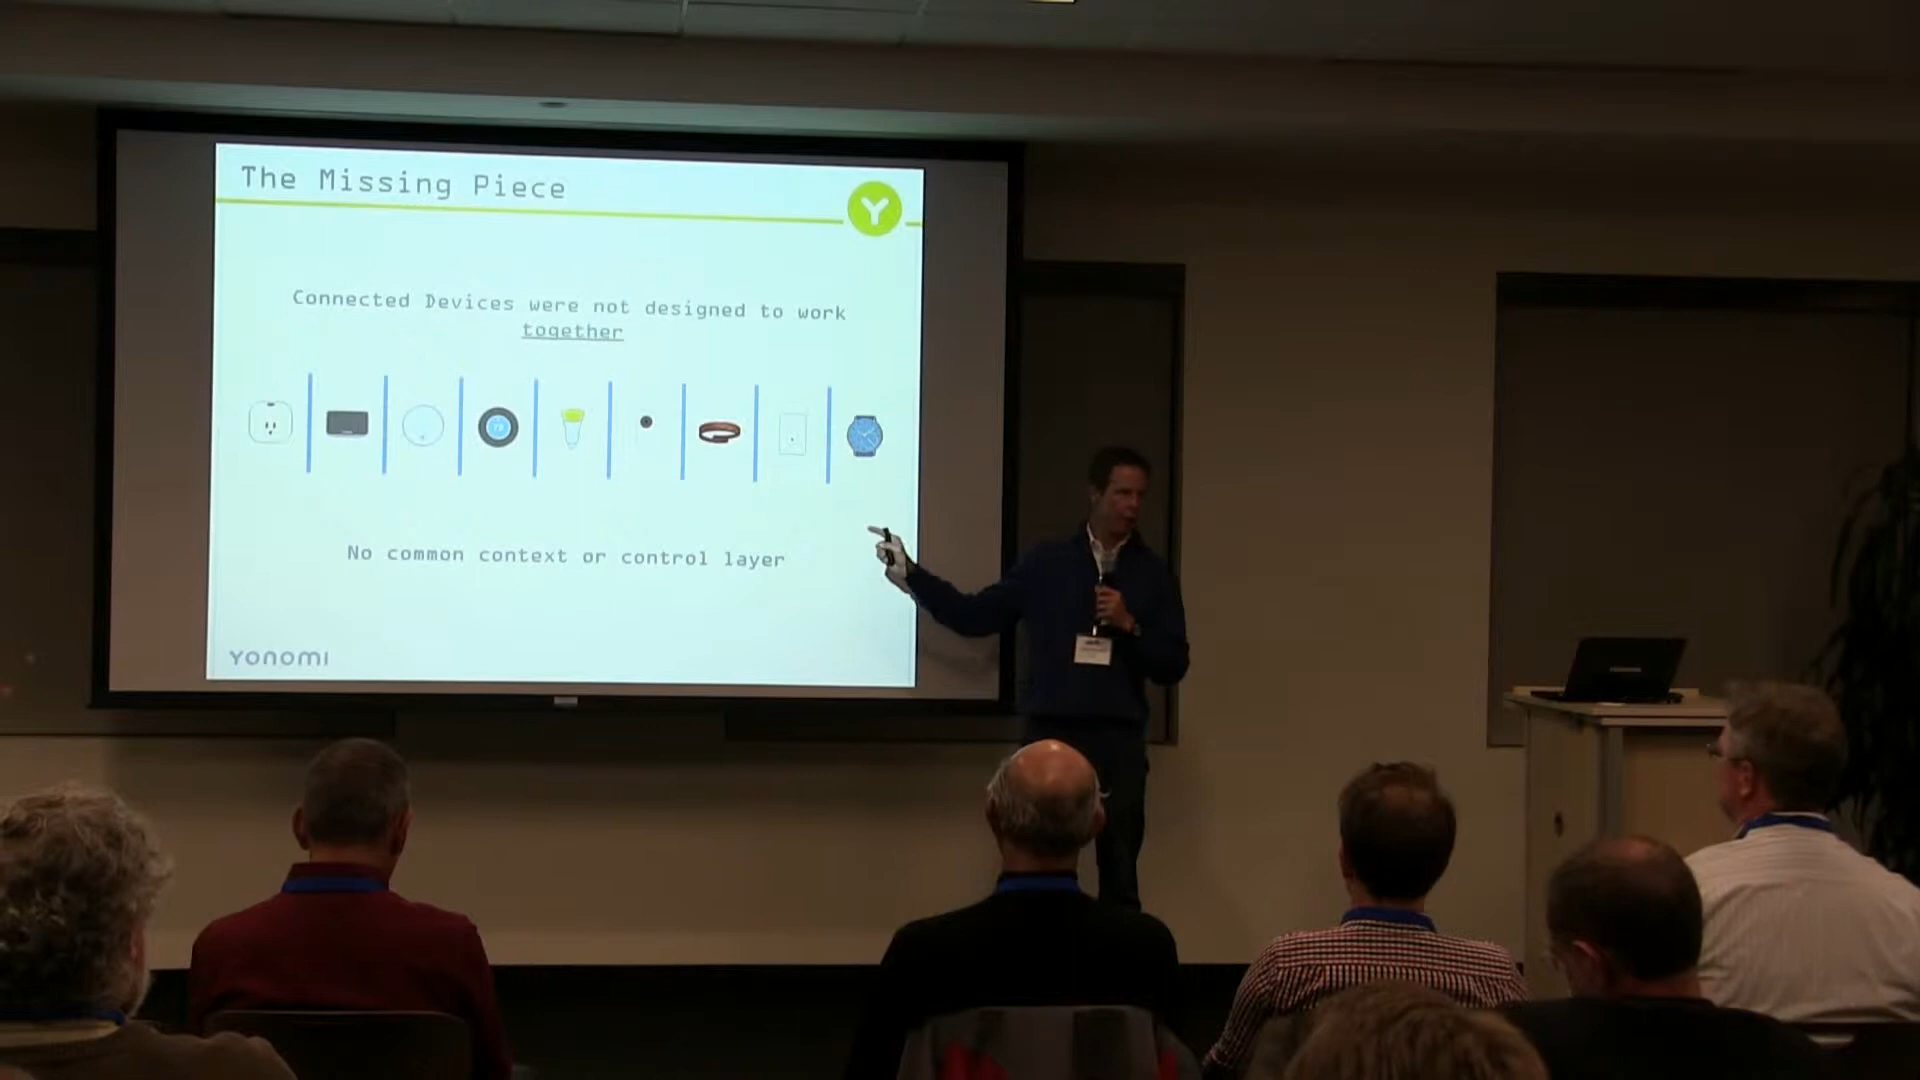 The Missing Piece
Y
Connected Devices were not designed to work
together
No common context or control layer
YONOMI